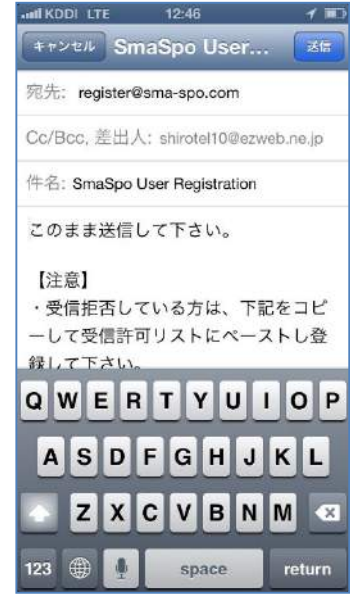 KDDI LTE 12:46
キャンセル SmaSpo User... 送信
宛先: register@sma-spo.com
Cc/Bcc, 差出人: shirotel10@ezweb.ne.jp
件名: SmaSpo User Registration
このまま送信して下さい。
【注意】
・受信拒否している方は、下記をコピ
ーして受信許可リストにペーストし登
録して下さい。
Q W E R T Y U I O P
A S D F G H J K L
Z X C V B N M
123 space return